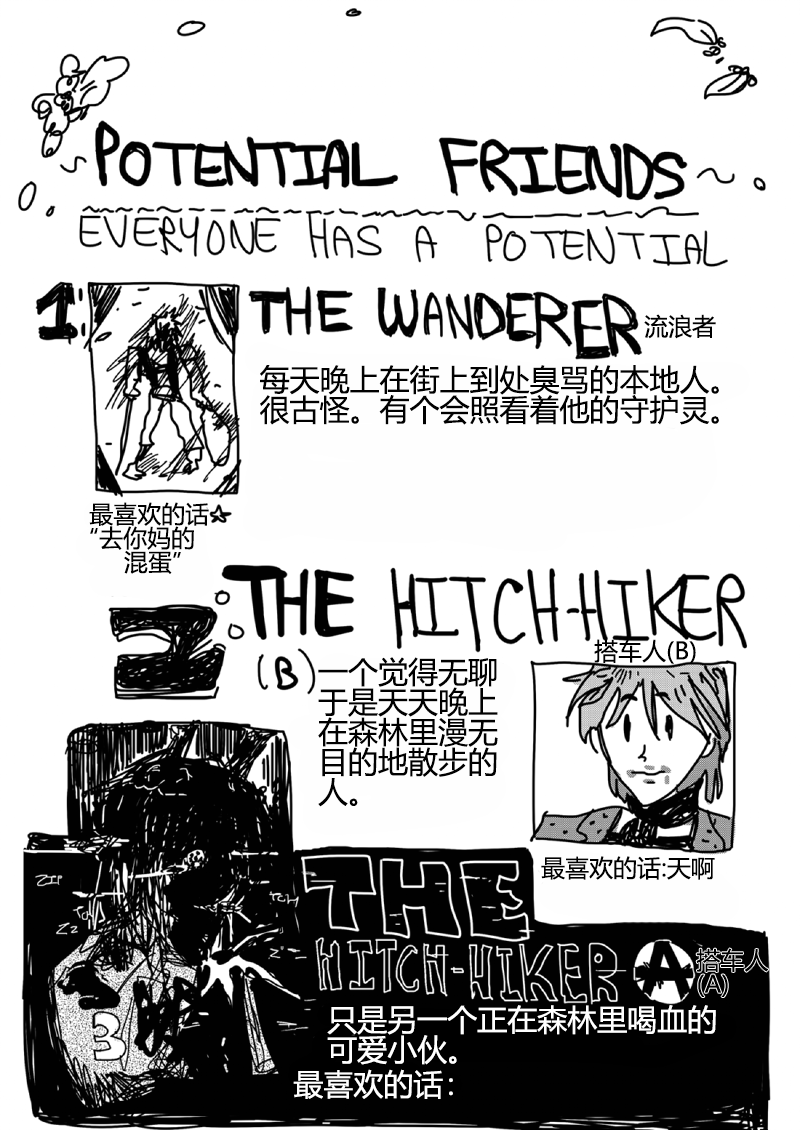 POTENTIAL FRIENDS
EVERYONE HAS A POTENTIAL
1: THE WANDERER 流浪者
每天晚上在街上到处臭骂的本地人。
很古怪。有个会照看着他的守护灵。
最喜欢的话
“去你妈的
混蛋”
2 THE HITCH-HIKER
搭车人(B)
(B) 一个觉得无聊
于是天天晚上
在森林里漫无
目的地散步的
人。
最喜欢的话:天啊
ZIP
ZZ
3
THE
HITCH-HIKER A
搭车人
(A)
只是另一个正在森林里喝血的
可爱小伙。
最喜欢的话：